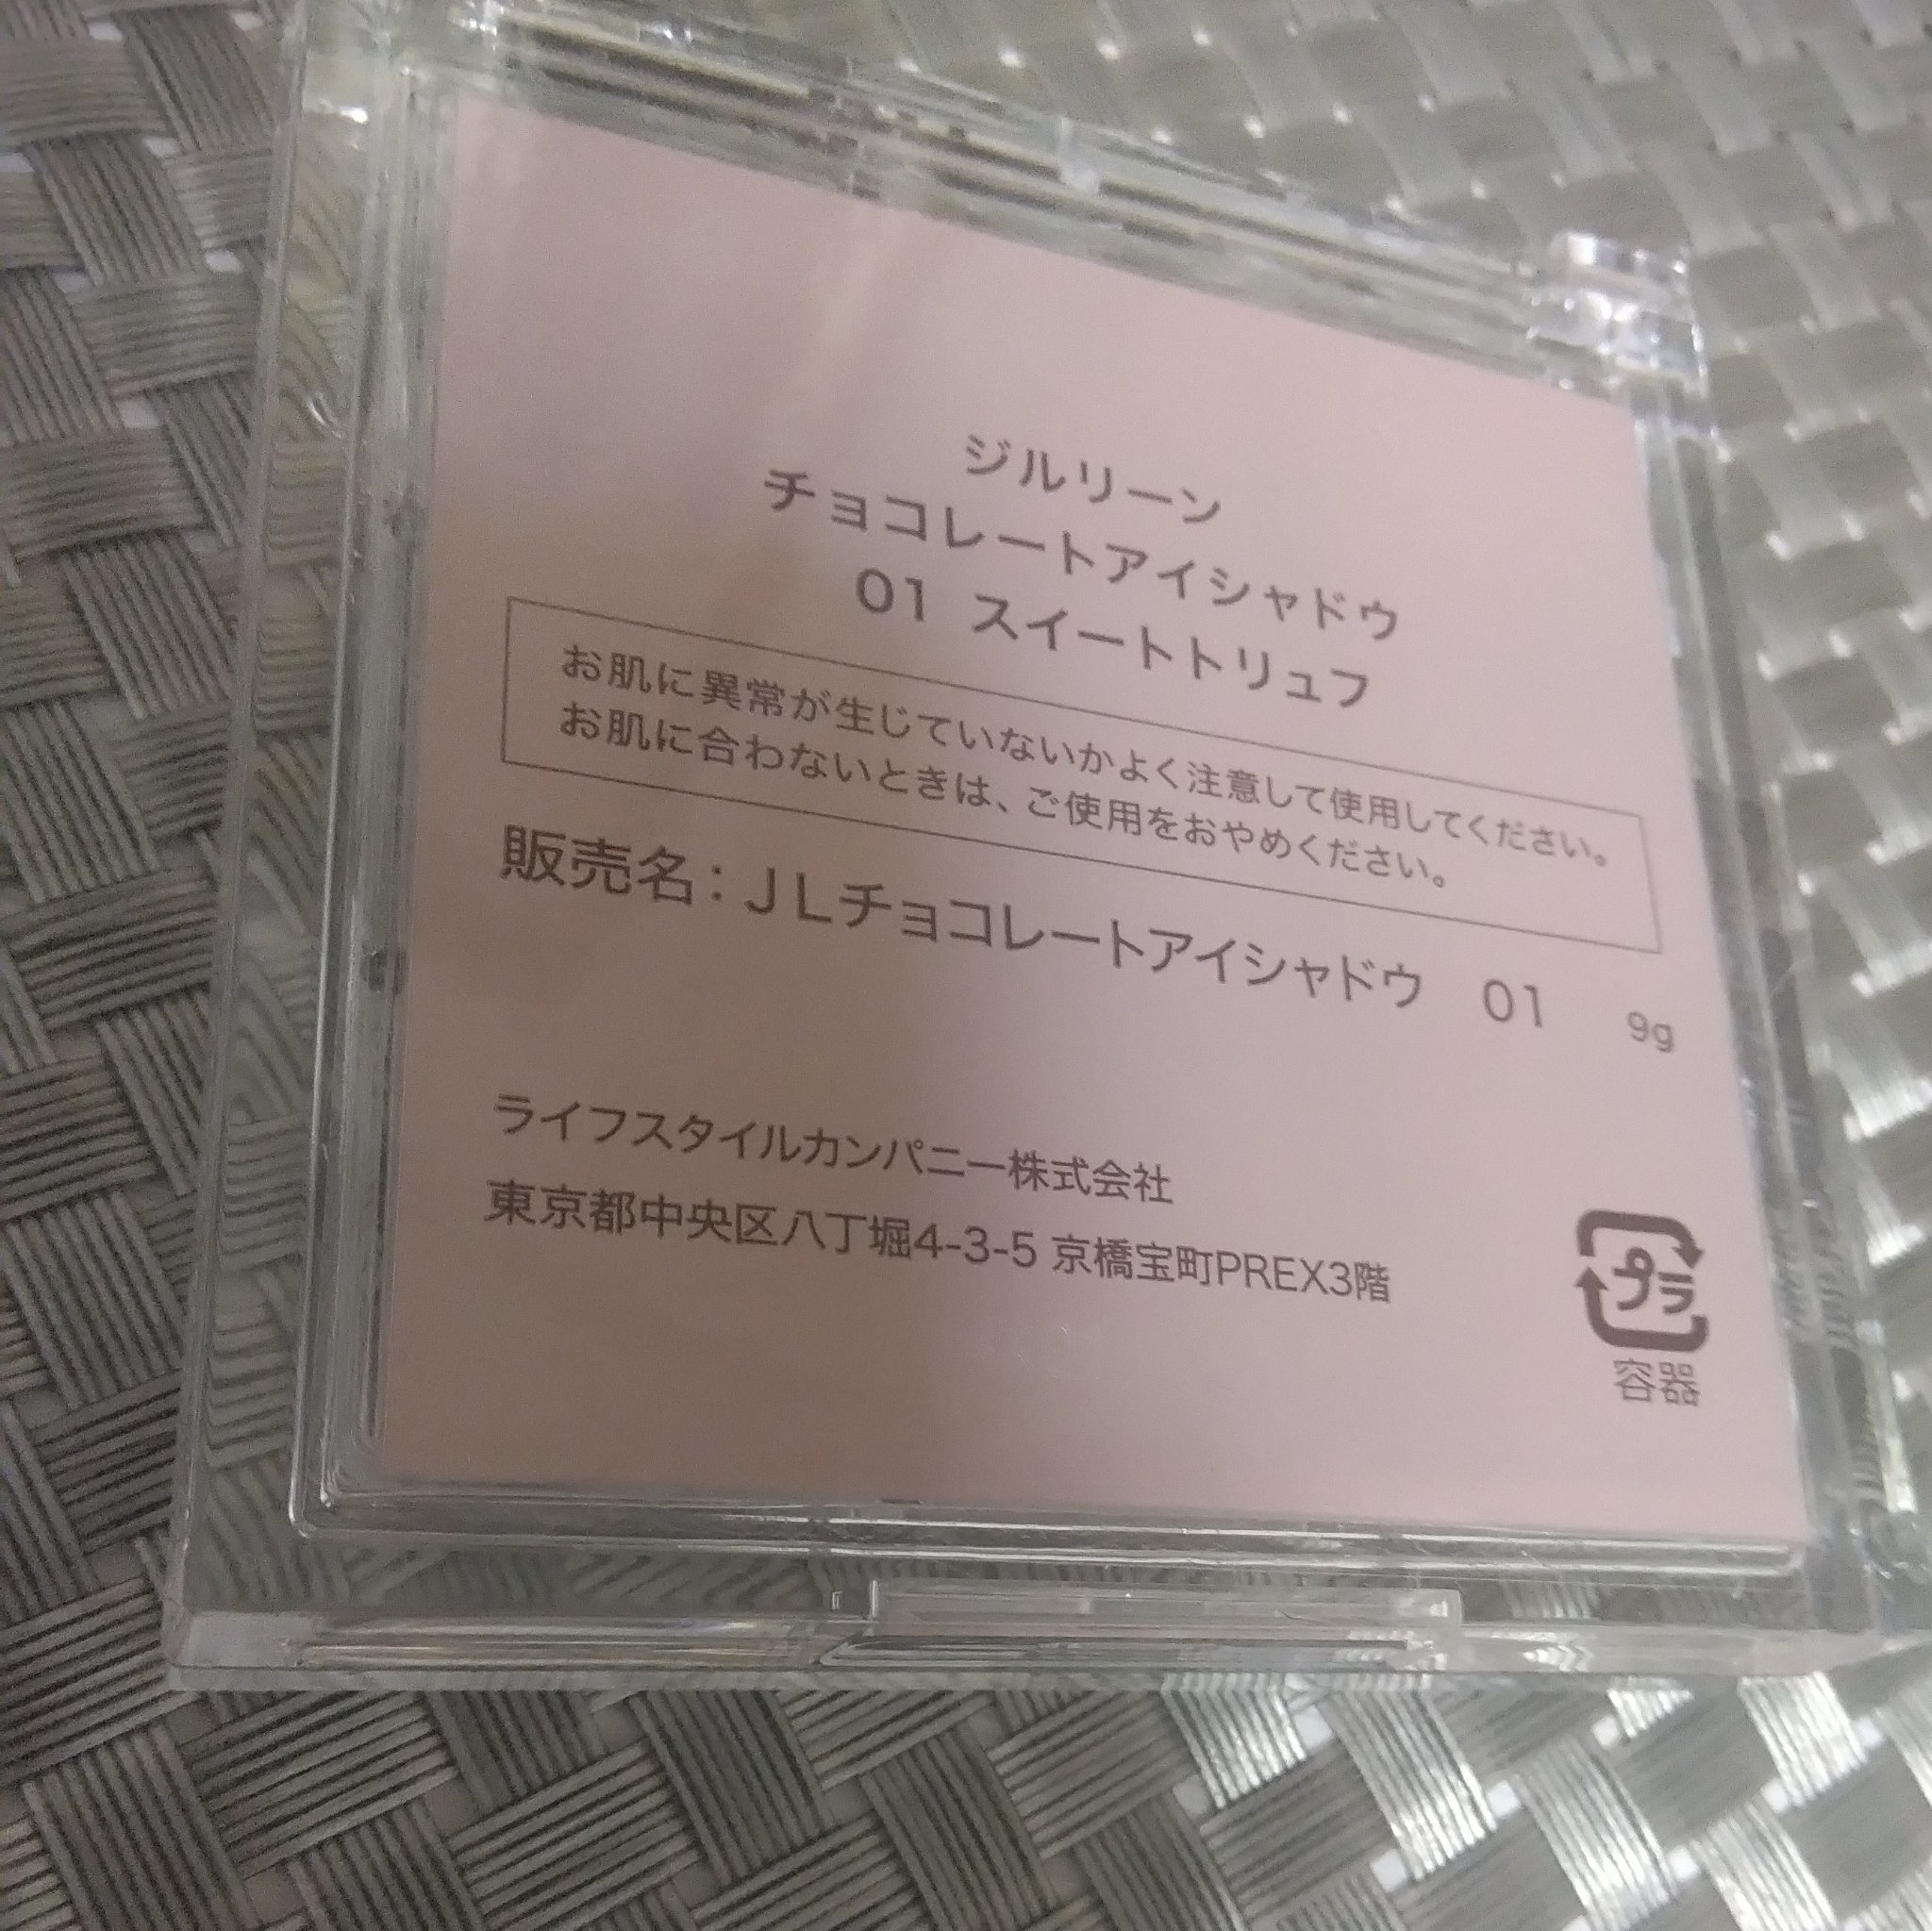 ジルリーン
チョコレートアイシャドウ
01 スイートトリュフ
お肌に異常が生じていないかよく注意して使用してください。
お肌に合わないときは、ご使用をおやめください。
販売名：ＪＬチョコレートアイシャドウ　01　9g
ライフスタイルカンパニー株式会社
東京都中央区八丁堀4-3-5 京橋宝町PREX3階
プラ
容器